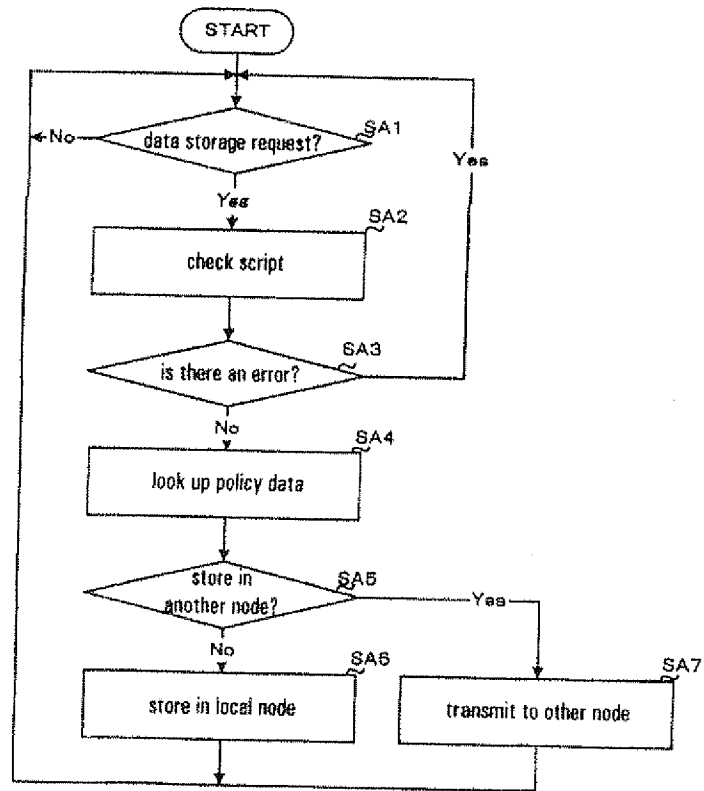 START
data storage request?
SA1
No
Yes
Yes
SA2
check script
SA3
is there an error?
No
SA4
look up policy data
SA5
store in
another node?
Yes
No
SA6
store in local node
SA7
transmit to other node